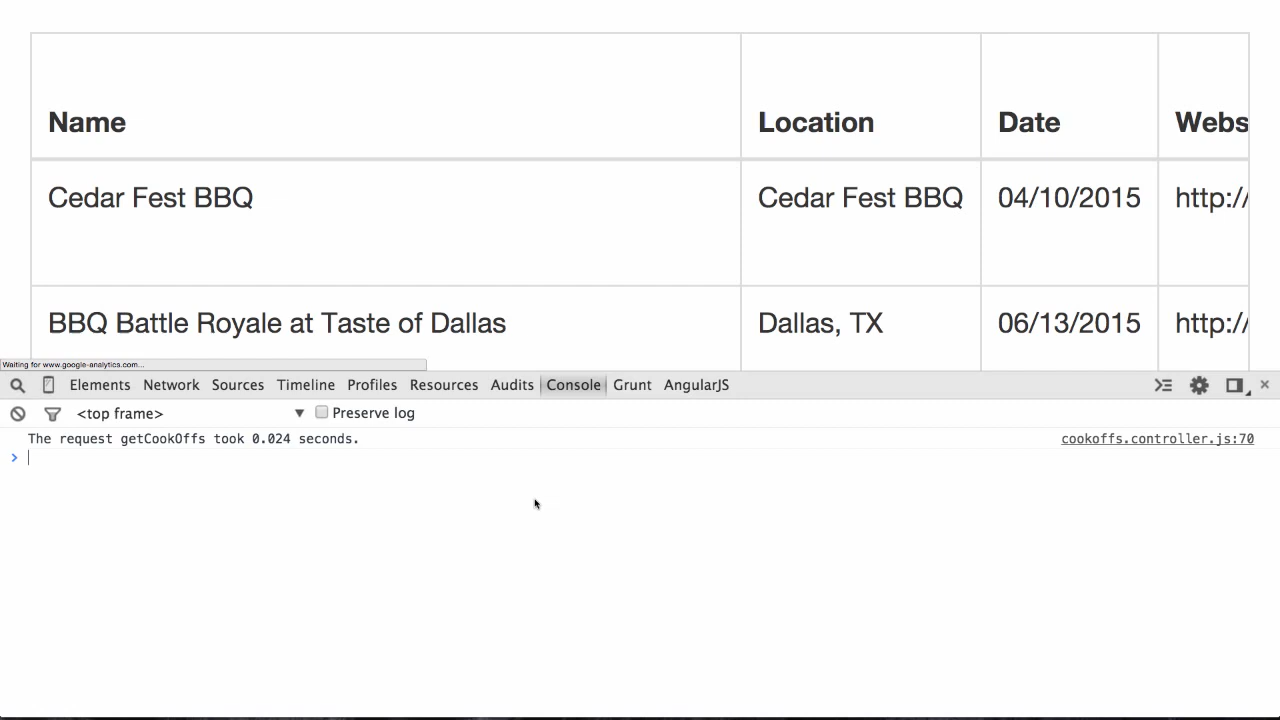 Name Location Date Webs
Cedar Fest BBQ Cedar Fest BBQ 04/10/2015 http://
BBQ Battle Royale at Taste of Dallas Dallas, TX 06/13/2015 http://
Waiting for www.google-analytics.com...
Elements Network Sources Timeline Profiles Resources Audits Console Grunt AngularJS
<top frame> Preserve log
The request getCookOffs took 0.024 seconds. cookoffs.controller.js:70